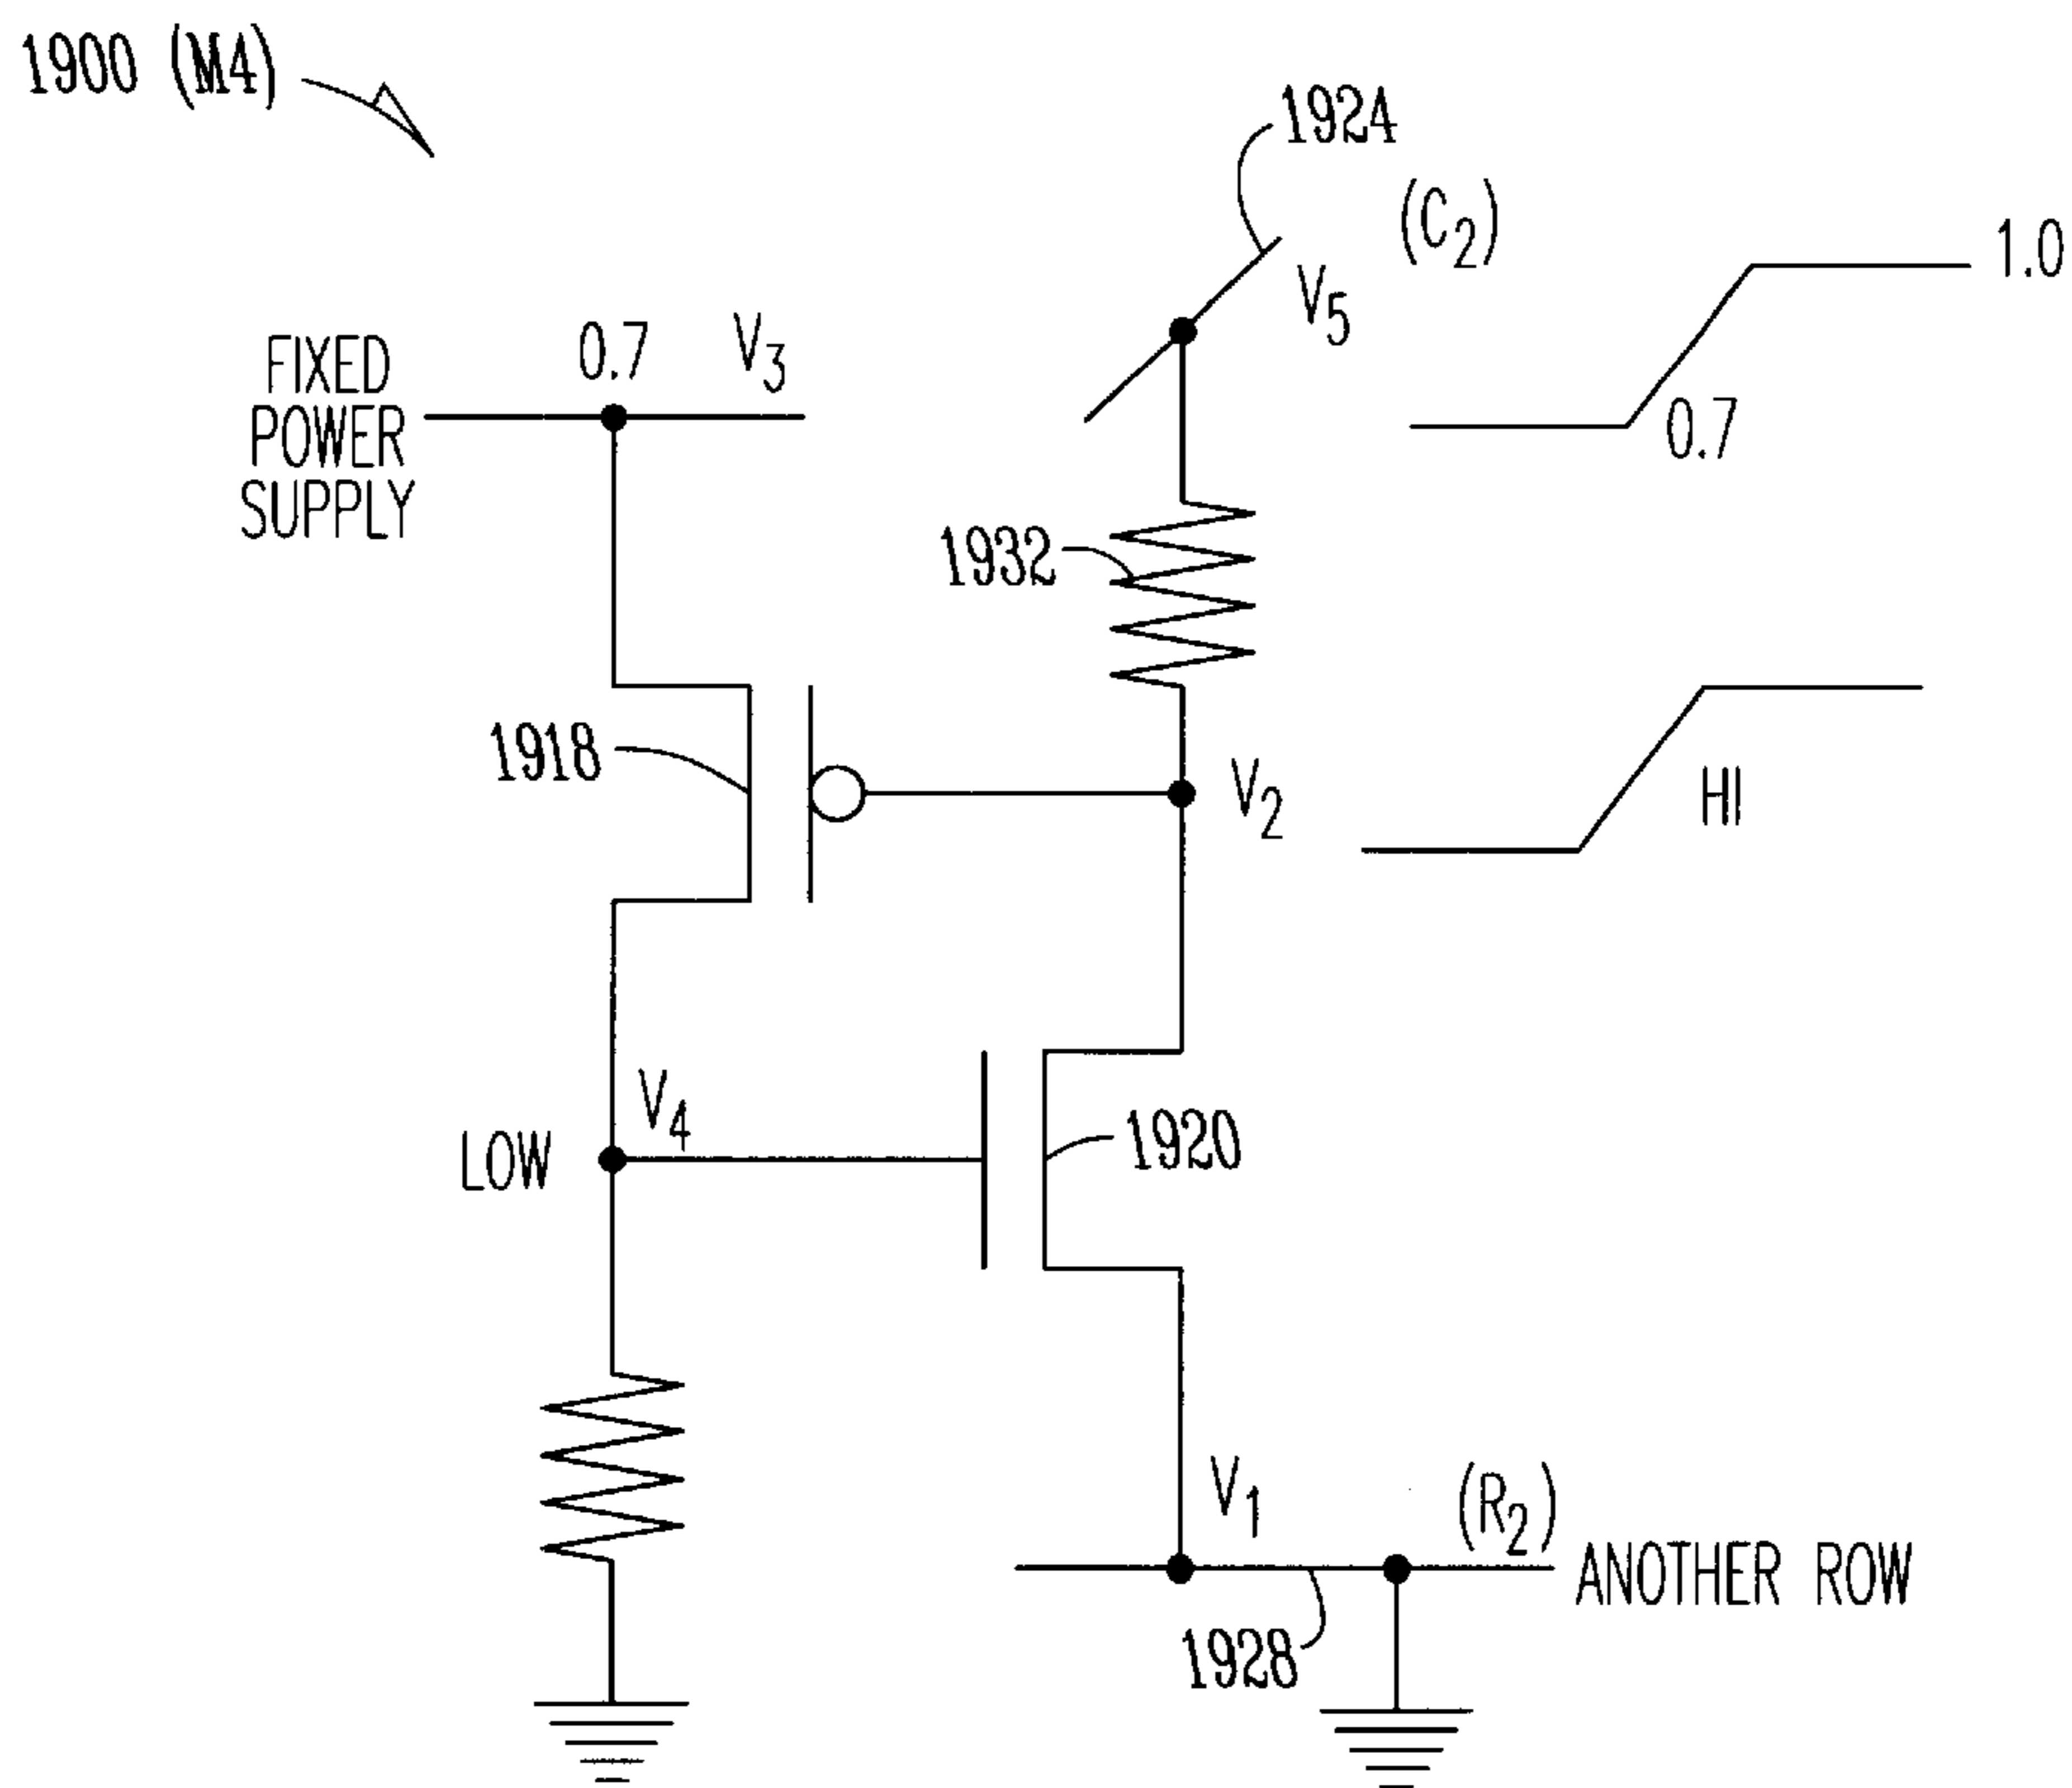 1900 (M4)
1924
(C2)
V5
1.0
0.7
FIXED
POWER
SUPPLY
0.7
V3
1932
1918
V2
HI
V4
LOW
1920
V1
(R2)
ANOTHER ROW
1928